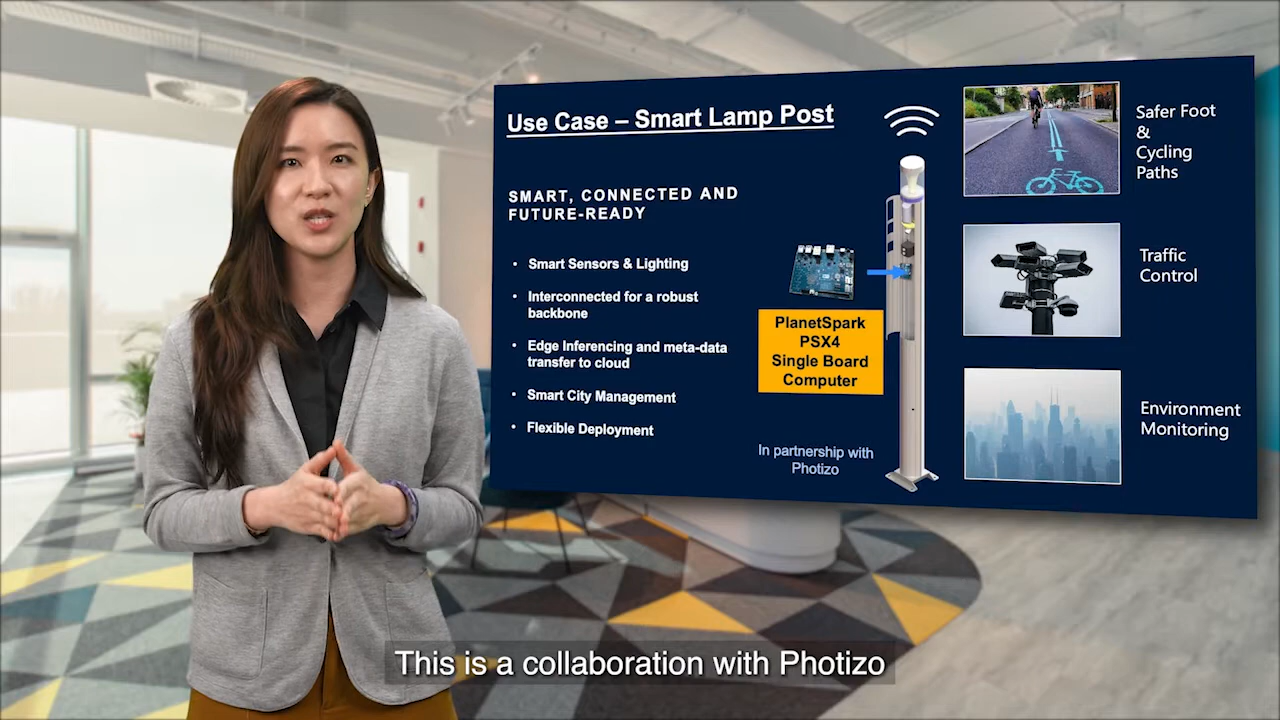 Use Case – Smart Lamp Post
SMART, CONNECTED AND
FUTURE-READY
• Smart Sensors & Lighting
• Interconnected for a robust
backbone
• Edge Inferencing and meta-data
transfer to cloud
• Smart City Management
• Flexible Deployment
PlanetSpark
PSX4
Single Board
Computer
In partnership with
Photizo
Safer Foot
&
Cycling
Paths
Traffic
Control
Environment
Monitoring
This is a collaboration with Photizo